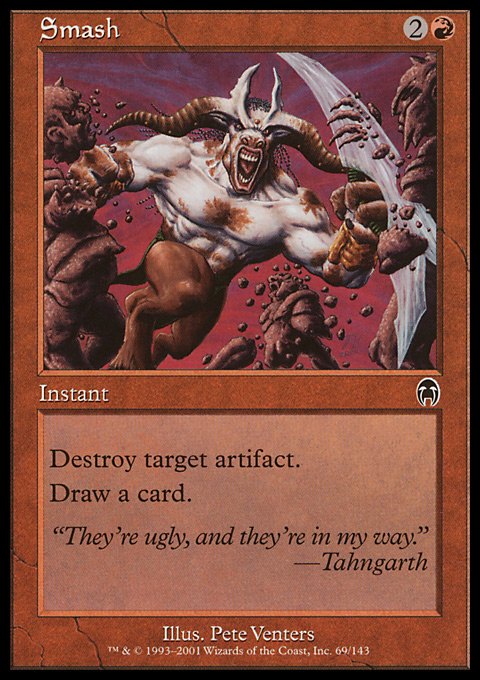 Smash 2
Instant
Destroy target artifact.
Draw a card.
“They’re ugly, and they’re in my way.”
—Tahngarth
Illus. Pete Venters
™ & © 1993–2001 Wizards of the Coast, Inc. 69/143